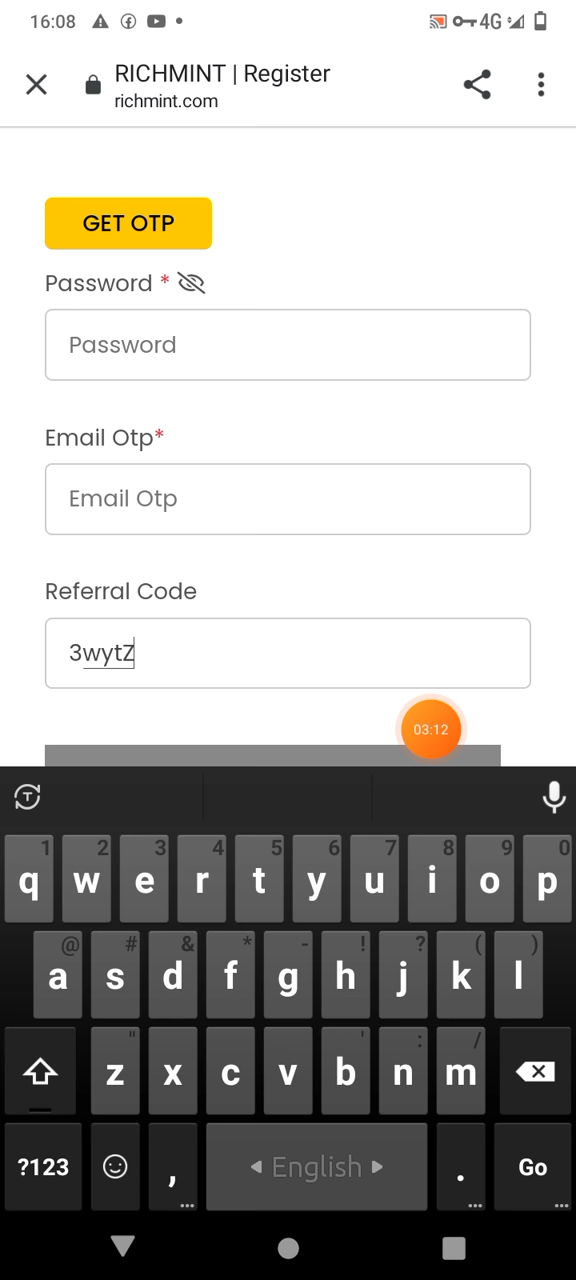 16:08 4G
RICHMINT | Register
richmint.com
GET OTP
Password *
Password
Email Otp*
Email Otp
Referral Code
3wytZ
03:12
1 2 3 4 5 6 7 8 9 0
q w e r t y u i o p
@ # & * - ! ? ( )
a s d f g h j k l
" ' : /
z x c v b n m
?123 , English . Go